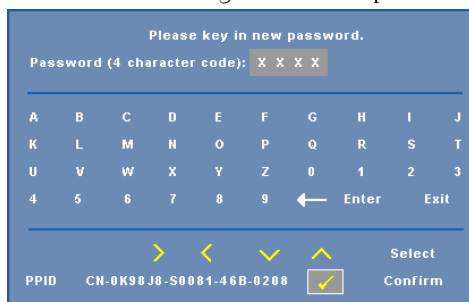 Please key in new password.
Password (4 character code): X X X X
A B C D E F G H I J
K L M N O P Q R S T
U V W X Y Z 0 1 2 3
4 5 6 7 8 9 ← Enter Exit
Select
PPID CN-0K98J8-S0081-46B-0208 ✓ Confirm